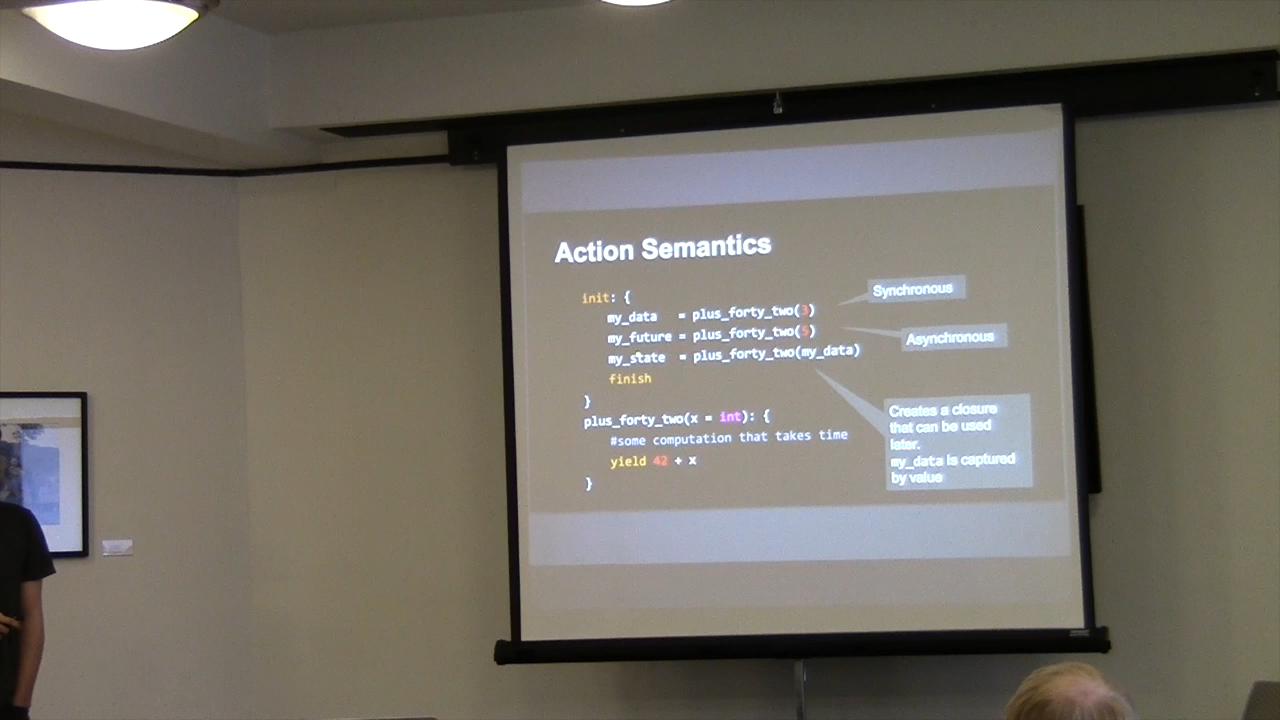 Action Semantics
init: {
my_data = plus_forty_two(3)
my_future = plus_forty_two(5)
my_state = plus_forty_two(my_data)
finish
}
plus_forty_two(x = int): {
#some computation that takes time
yield 42 + x
}
Synchronous
Asynchronous
Creates a closure
that can be used
later.
my_data is captured
by value